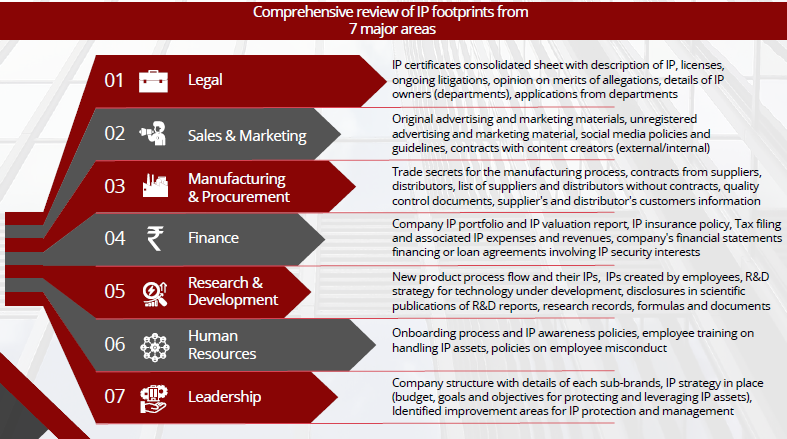 Comprehensive review of IP footprints from
7 major areas
01 Legal
IP certificates consolidated sheet with description of IP, licenses,
ongoing litigations, opinion on merits of allegations, details of IP
owners (departments), applications from departments
02 Sales & Marketing
Original advertising and marketing materials, unregistered
advertising and marketing material, social media policies and
guidelines, contracts with content creators (external/internal)
03 Manufacturing
& Procurement
Trade secrets for the manufacturing process, contracts from suppliers,
distributors, list of suppliers and distributors without contracts, quality
control documents, supplier's and distributor's customers information
04 Finance
₹
Company IP portfolio and IP valuation report, IP insurance policy, Tax filing
and associated IP expenses and revenues, company's financial statements
financing or loan agreements involving IP security interests
05 Research &
Development
New product process flow and their IPs, IPs created by employees, R&D
strategy for technology under development, disclosures in scientific
publications of R&D reports, research records, formulas and documents
06 Human
Resources
Onboarding process and IP awareness policies, employee training on
handling IP assets, policies on employee misconduct
07 Leadership
Company structure with details of each sub-brands, IP strategy in place
(budget, goals and objectives for protecting and leveraging IP assets),
Identified improvement areas for IP protection and management